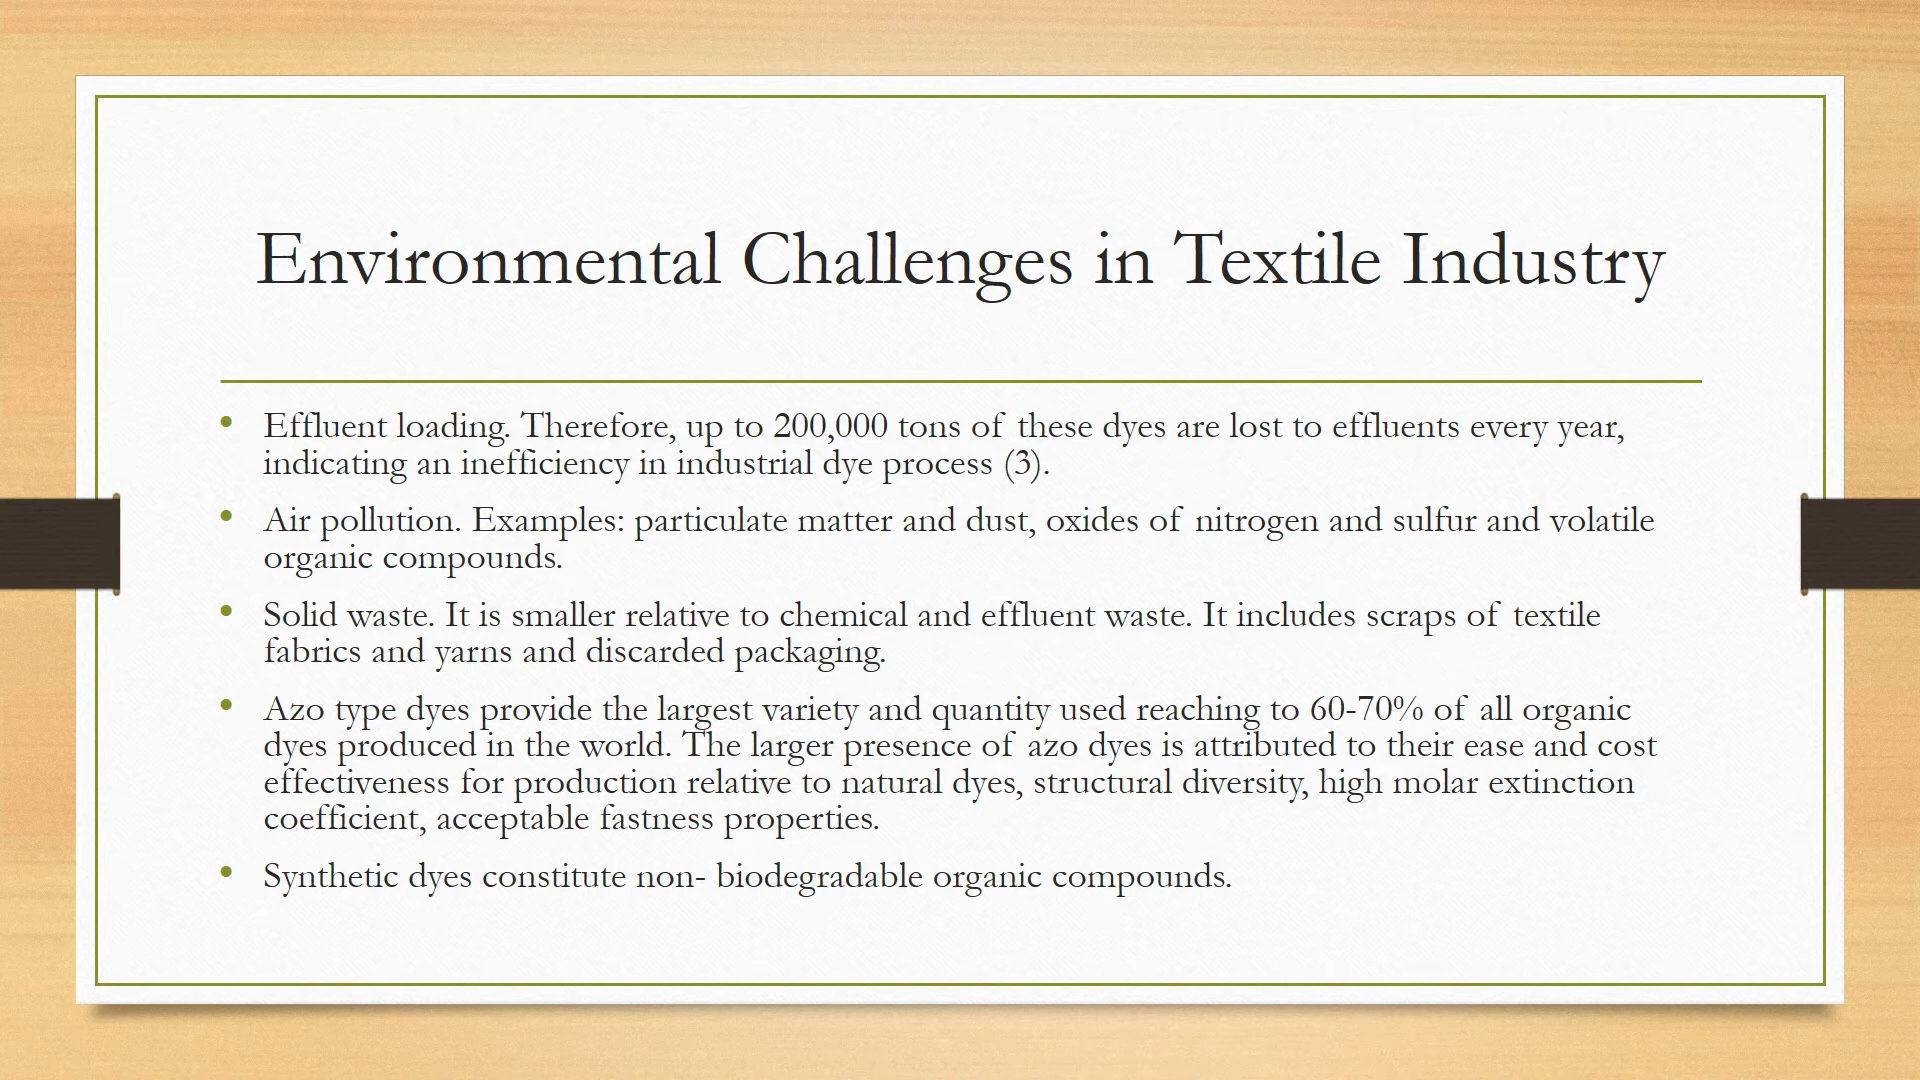 Environmental Challenges in Textile Industry
• Effluent loading. Therefore, up to 200,000 tons of these dyes are lost to effluents every year,
indicating an inefficiency in industrial dye process (3).
• Air pollution. Examples: particulate matter and dust, oxides of nitrogen and sulfur and volatile
organic compounds.
• Solid waste. It is smaller relative to chemical and effluent waste. It includes scraps of textile
fabrics and yarns and discarded packaging.
• Azo type dyes provide the largest variety and quantity used reaching to 60-70% of all organic
dyes produced in the world. The larger presence of azo dyes is attributed to their ease and cost
effectiveness for production relative to natural dyes, structural diversity, high molar extinction
coefficient, acceptable fastness properties.
• Synthetic dyes constitute non- biodegradable organic compounds.